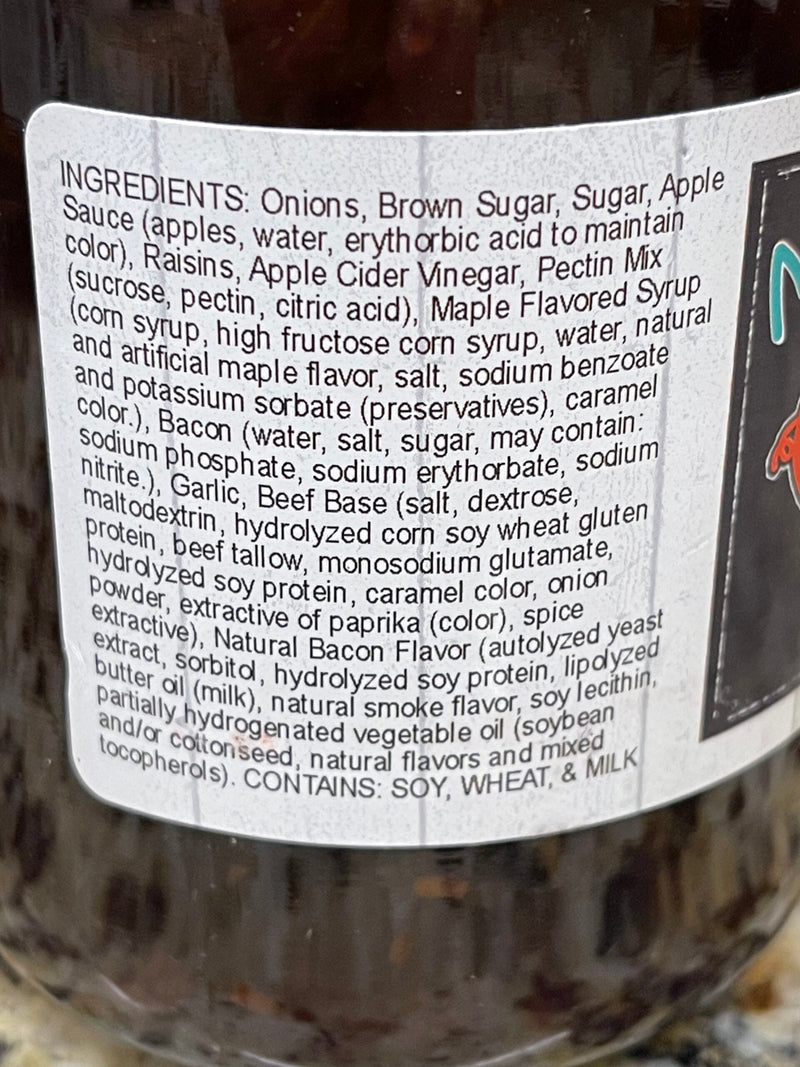 INGREDIENTS: Onions, Brown Sugar, Sugar, Apple
Sauce (apples, water, erythorbic acid to maintain
color), Raisins, Apple Cider Vinegar, Pectin Mix
(sucrose, pectin, citric acid), Maple Flavored Syrup
(corn syrup, high fructose corn syrup, water, natural
and artificial maple flavor, salt, sodium benzoate
and potassium sorbate (preservatives), caramel
color.), Bacon (water, salt, sugar, may contain:
sodium phosphate, sodium erythorbate, sodium
nitrite.), Garlic, Beef Base (salt, dextrose,
maltodextrin, hydrolyzed corn soy wheat gluten
protein, beef tallow, monosodium glutamate,
hydrolyzed soy protein, caramel color, onion
powder, extractive of paprika (color), spice
extractive), Natural Bacon Flavor (autolyzed yeast
extract, sorbitol, hydrolyzed soy protein, lipolyzed
butter oil (milk), natural smoke flavor, soy lecithin,
partially hydrogenated vegetable oil (soybean
and/or cottonseed, natural flavors and mixed
tocopherols). CONTAINS: SOY, WHEAT, & MILK